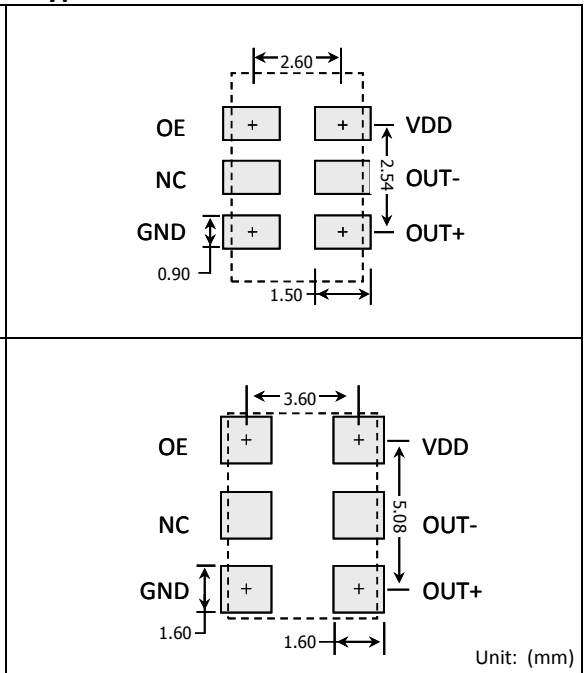 2.60
OE
VDD
NC
2.54
OUT-
GND
OUT+
0.90
1.50
3.60
OE
VDD
NC
5.08
OUT-
GND
OUT+
1.60
1.60
Unit: (mm)